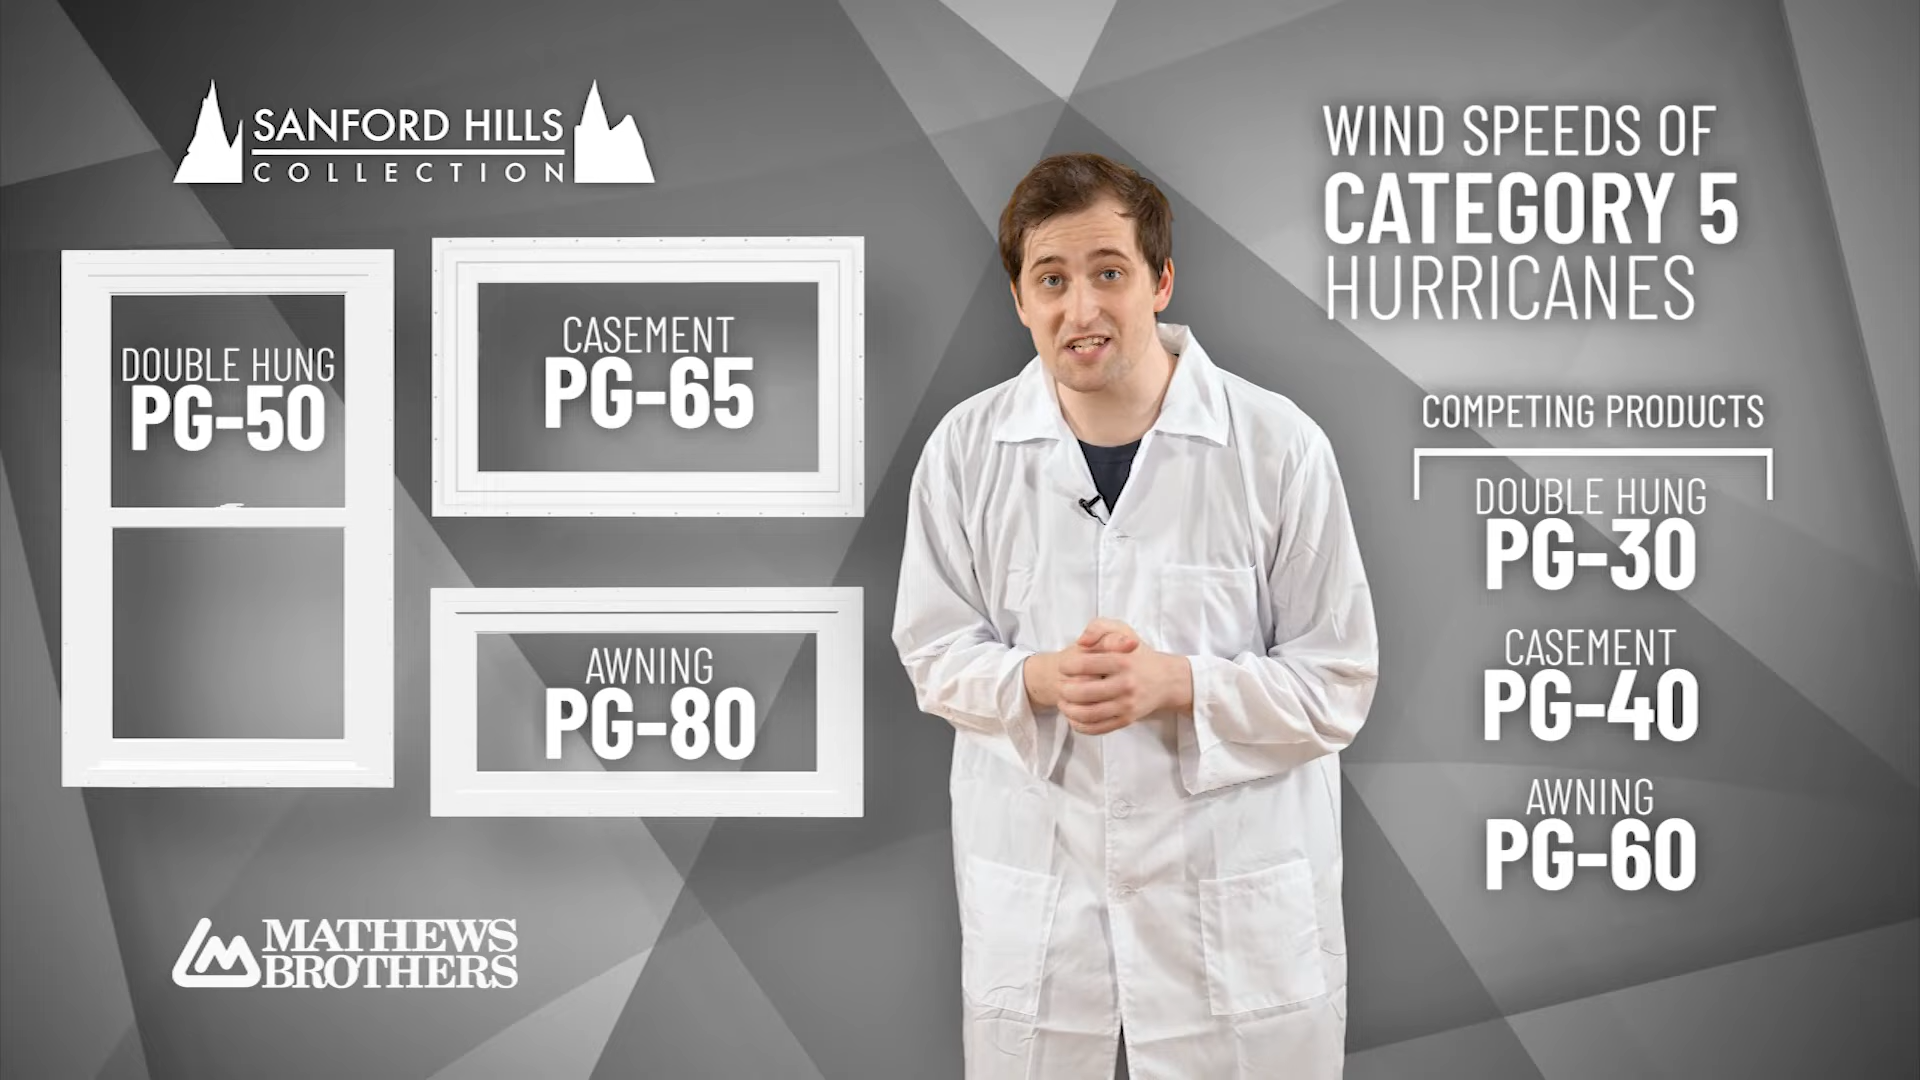 SANFORD HILLS
COLLECTION
DOUBLE HUNG
PG-50
CASEMENT
PG-65
AWNING
PG-80
MATHEWS
BROTHERS
WIND SPEEDS OF
CATEGORY 5
HURRICANES
COMPETING PRODUCTS
DOUBLE HUNG
PG-30
CASEMENT
PG-40
AWNING
PG-60